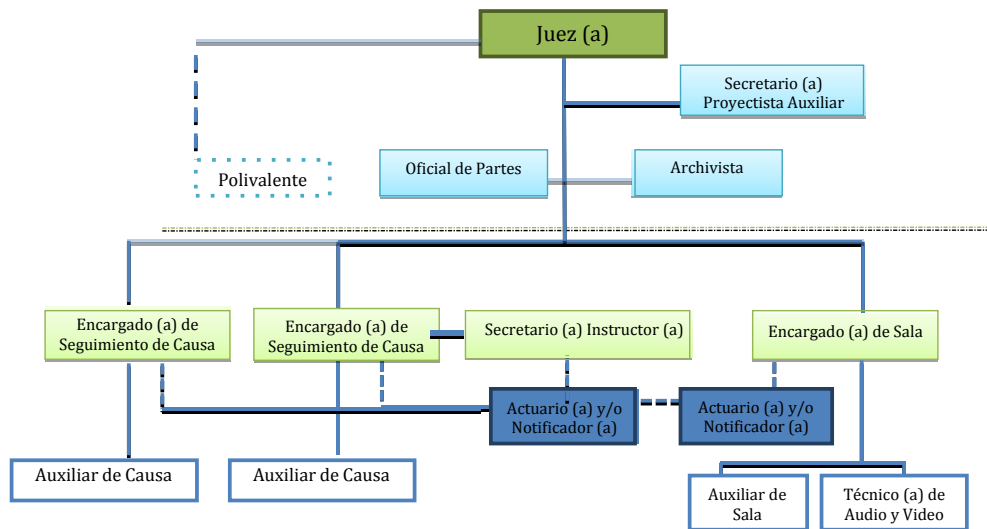 Juez (a)
Secretario (a)
Proyectista Auxiliar
Oficial de Partes
Archivista
Polivalente
Encargado (a) de
Seguimiento de Causa
Encargado (a) de
Seguimiento de Causa
Secretario (a) Instructor (a)
Encargado (a) de Sala
Actuario (a) y/o
Notificador (a)
Actuario (a) y/o
Notificador (a)
Auxiliar de Causa
Auxiliar de Causa
Auxiliar de
Sala
Técnico (a) de
Audio y Video